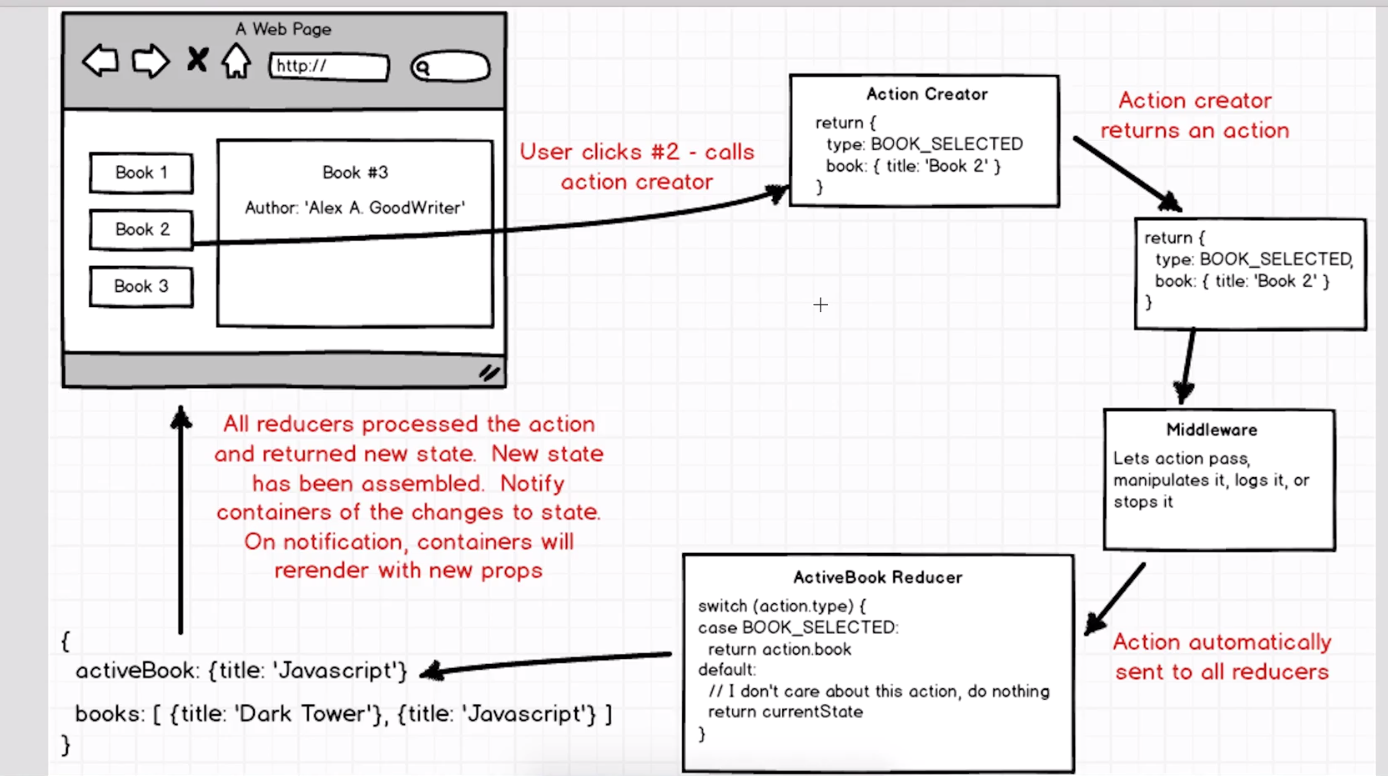 A Web Page
http://
Book 1
Book 2
Book 3
Book #3
Author: 'Alex A. GoodWriter'
User clicks #2 - calls
action creator
Action Creator
return {
type: BOOK_SELECTED
book: { title: 'Book 2' }
}
Action creator
returns an action
return {
type: BOOK_SELECTED,
book: { title: 'Book 2' }
}
Middleware
Lets action pass,
manipulates it, logs it, or
stops it
Action automatically
sent to all reducers
ActiveBook Reducer
switch (action.type) {
case BOOK_SELECTED:
return action.book
default:
// I don't care about this action, do nothing
return currentState
}
{
activeBook: {title: 'Javascript'}
books: [ {title: 'Dark Tower'}, {title: 'Javascript'} ]
}
All reducers processed the action
and returned new state. New state
has been assembled. Notify
containers of the changes to state.
On notification, containers will
rerender with new props